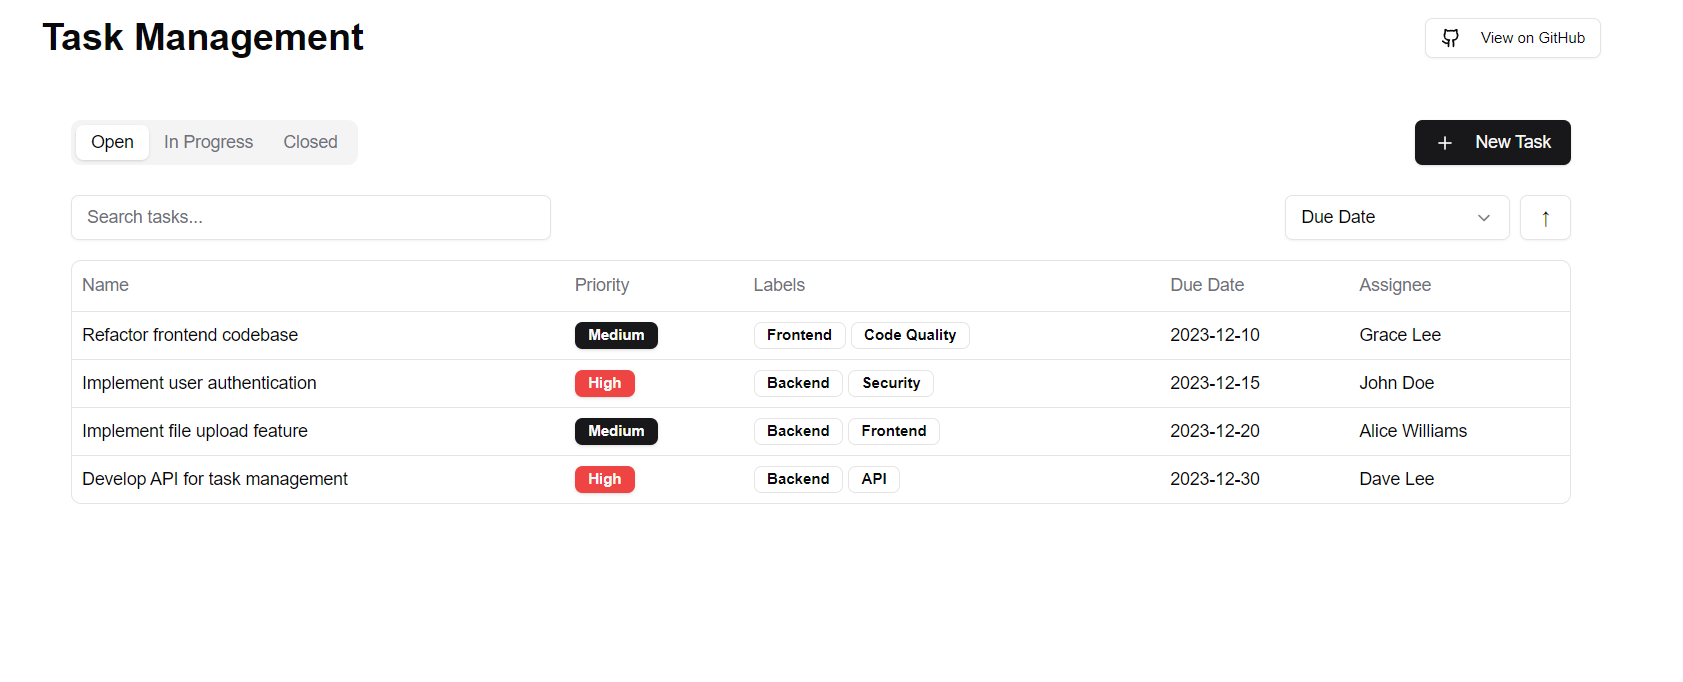 Task Management
View on GitHub
Open In Progress Closed
+ New Task
Search tasks...
Due Date
↑
Name Priority Labels Due Date Assignee
Refactor frontend codebase Medium Frontend Code Quality 2023-12-10 Grace Lee
Implement user authentication High Backend Security 2023-12-15 John Doe
Implement file upload feature Medium Backend Frontend 2023-12-20 Alice Williams
Develop API for task management High Backend API 2023-12-30 Dave Lee